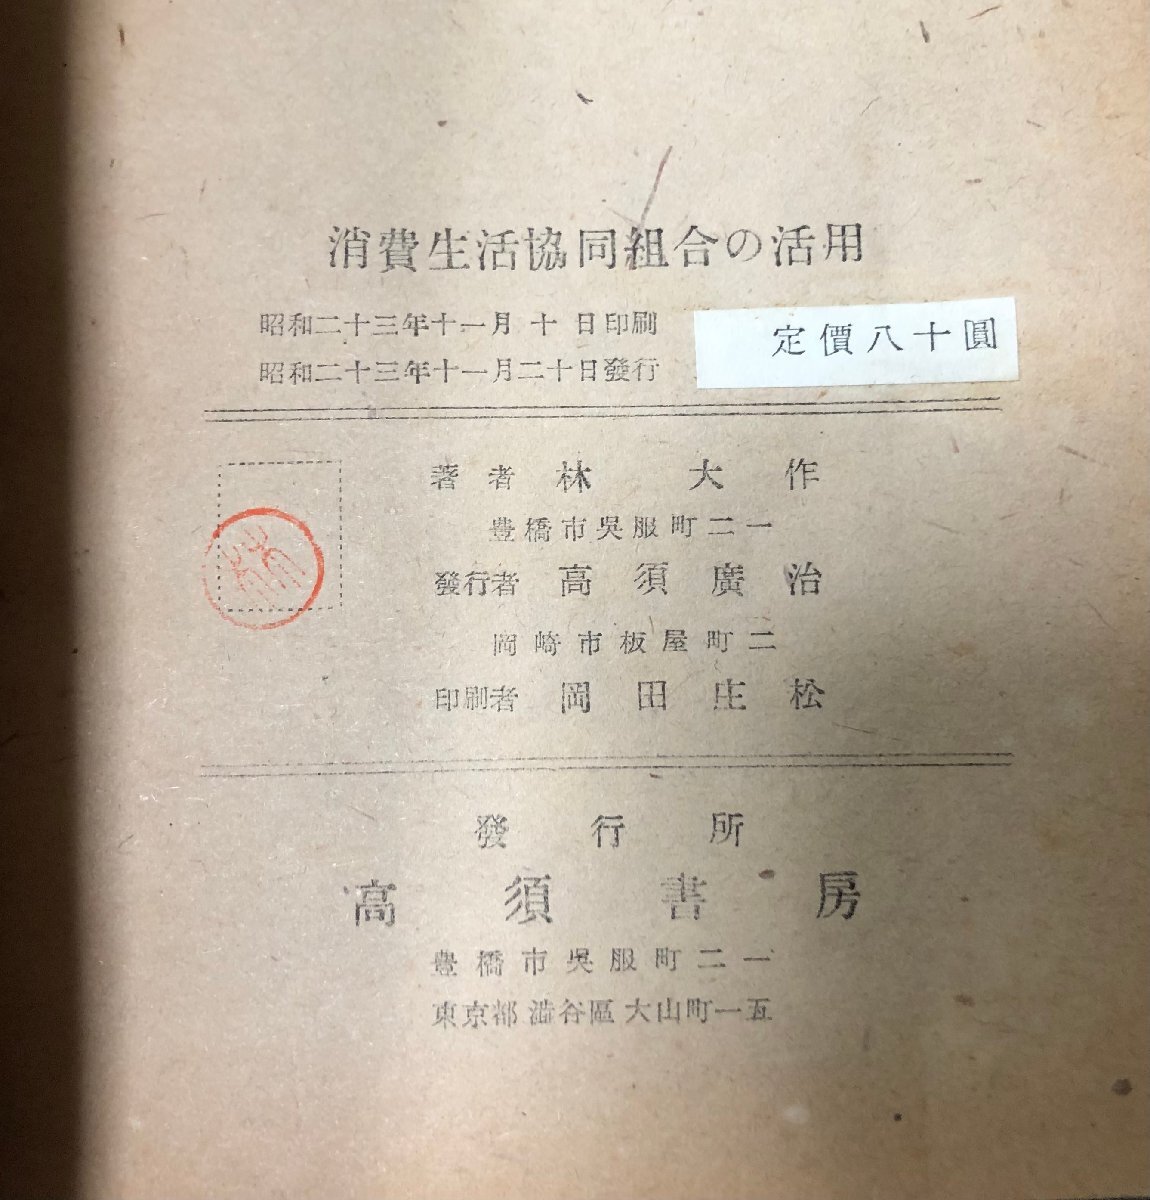 消費生活協同組合の活用
昭和二十三年十一月十日印刷
昭和二十三年十一月二十日發行
定價八十圓
著者 林大作
豊橋市吳服町二一
發行者 高須廣治
岡崎市板屋町二
印刷者 岡田庄松
發行所
高須書房
豊橋市吳服町二一
東京都澁谷區大山町一五